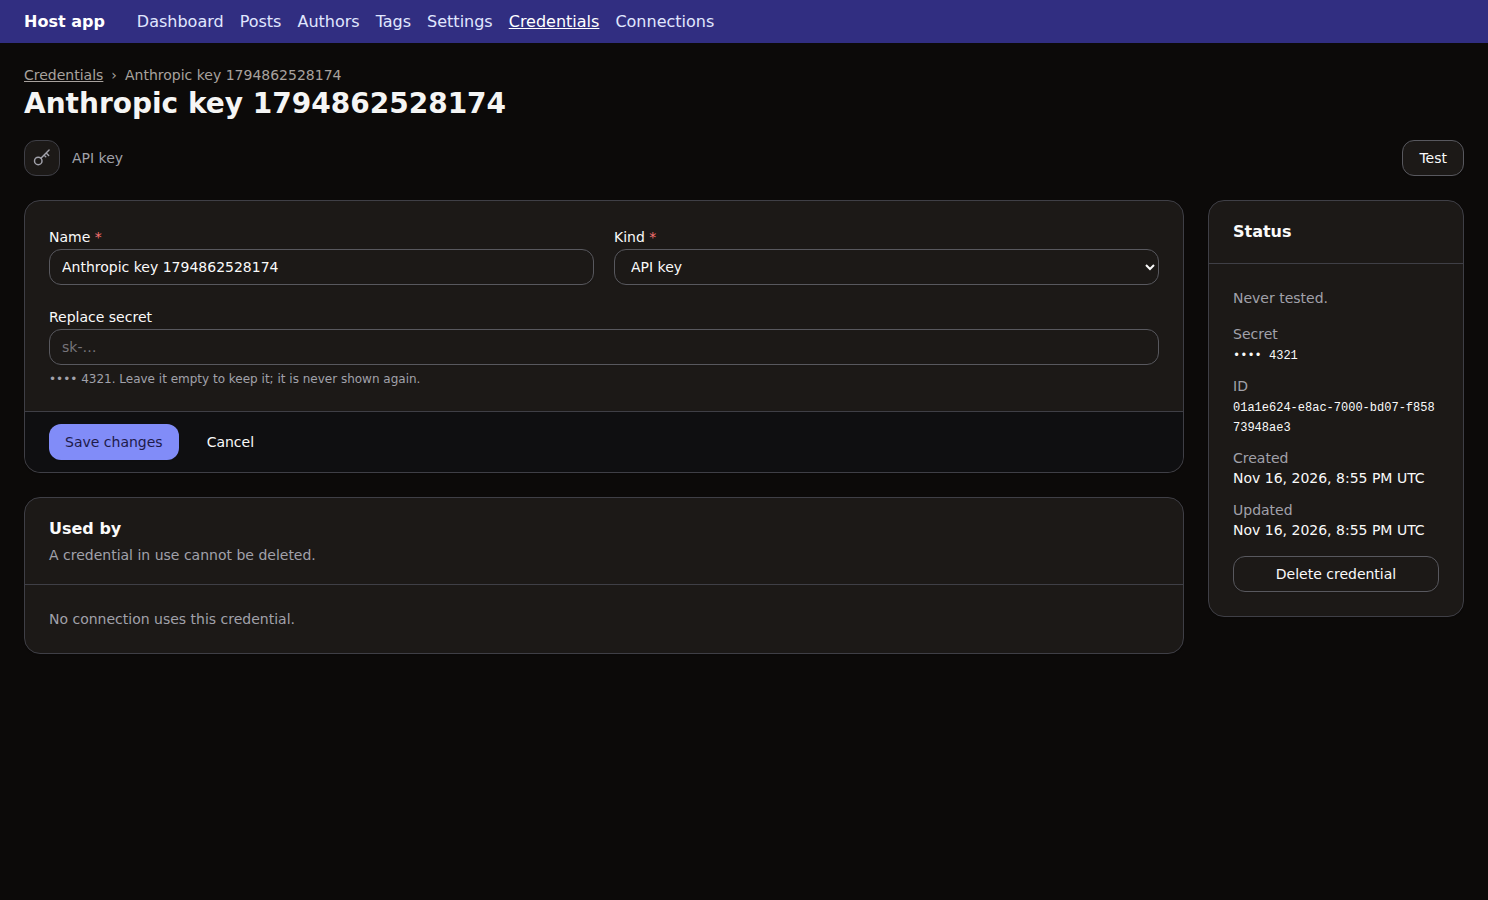 Host app Dashboard Posts Authors Tags Settings Credentials Connections
Credentials › Anthropic key 1794862528174
Anthropic key 1794862528174
API key
Test
Name *
Anthropic key 1794862528174
Kind *
API key
Replace secret
sk-...
•••• 4321. Leave it empty to keep it; it is never shown again.
Save changes
Cancel
Used by
A credential in use cannot be deleted.
No connection uses this credential.
Status
Never tested.
Secret
•••• 4321
ID
01a1e624-e8ac-7000-bd07-f858
73948ae3
Created
Nov 16, 2026, 8:55 PM UTC
Updated
Nov 16, 2026, 8:55 PM UTC
Delete credential